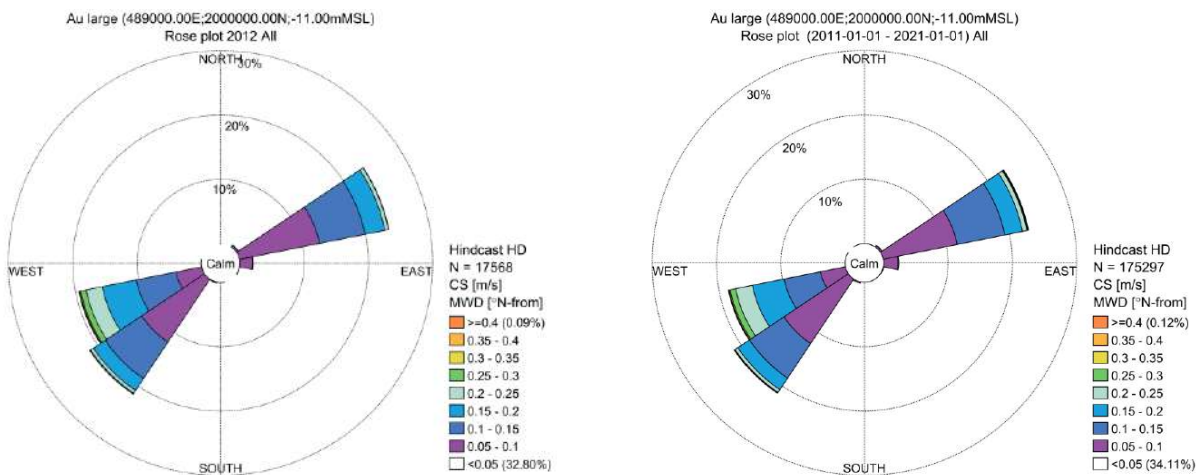 Au large (489000.00E;2000000.00N;-11.00mMSL)
Rose plot 2012 All
NORTH
30%
20%
10%
Calm
WEST
EAST
SOUTH
Hindcast HD
N = 17568
CS [m/s]
MWD [°N-from]
>=0.4 (0.09%)
0.35 - 0.4
0.3 - 0.35
0.25 - 0.3
0.2 - 0.25
0.15 - 0.2
0.1 - 0.15
0.05 - 0.1
<0.05 (32.80%)
Au large (489000.00E;2000000.00N;-11.00mMSL)
Rose plot (2011-01-01 - 2021-01-01) All
NORTH
30%
20%
10%
Calm
WEST
EAST
SOUTH
Hindcast HD
N = 175297
CS [m/s]
MWD [°N-from]
>=0.4 (0.12%)
0.35 - 0.4
0.3 - 0.35
0.25 - 0.3
0.2 - 0.25
0.15 - 0.2
0.1 - 0.15
0.05 - 0.1
<0.05 (34.11%)